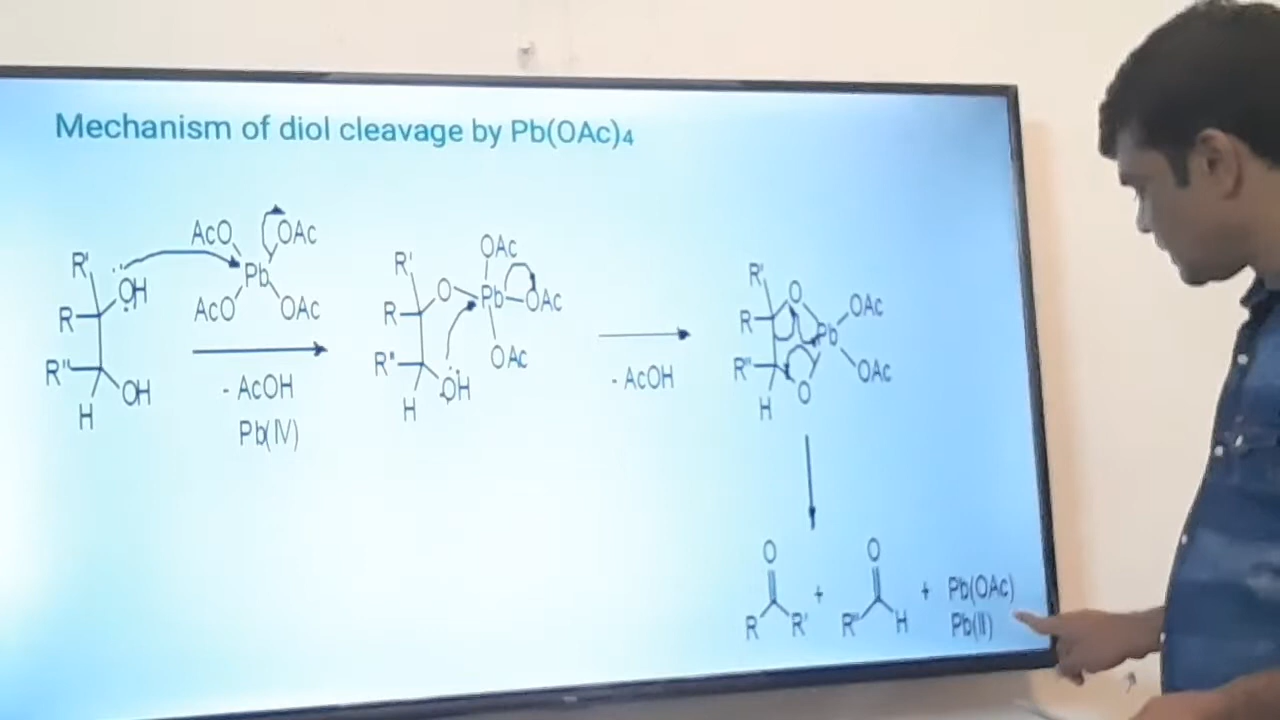 Mechanism of diol cleavage by Pb(OAc)4
R'
OH
R
R"
OH
H
AcO
OAc
Pb
AcO
OAc
- AcOH
Pb(IV)
R'
O
R
R"
OH
H
OAc
Pb
OAc
OAc
- AcOH
R'
O
R
R"
O
H
Pb
OAc
OAc
O
R
R'
+
O
R"
H
+
Pb(OAc)
Pb(II)